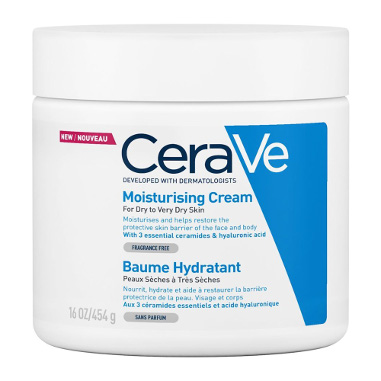 NEW / NOUVEAU
CeraVe
DEVELOPED WITH DERMATOLOGISTS
Moisturising Cream
For Dry to Very Dry Skin
Moisturises and helps restore the
protective skin barrier of the face and body
With 3 essential ceramides & hyaluronic acid
FRAGRANCE FREE
Baume Hydratant
Peaux Sèches à Très Sèches
Nourrit, hydrate et aide à restaurer la barrière
protectrice de la peau. Visage et corps
Aux 3 céramides essentiels et acide hyaluronique
SANS PARFUM
16 OZ/454 g